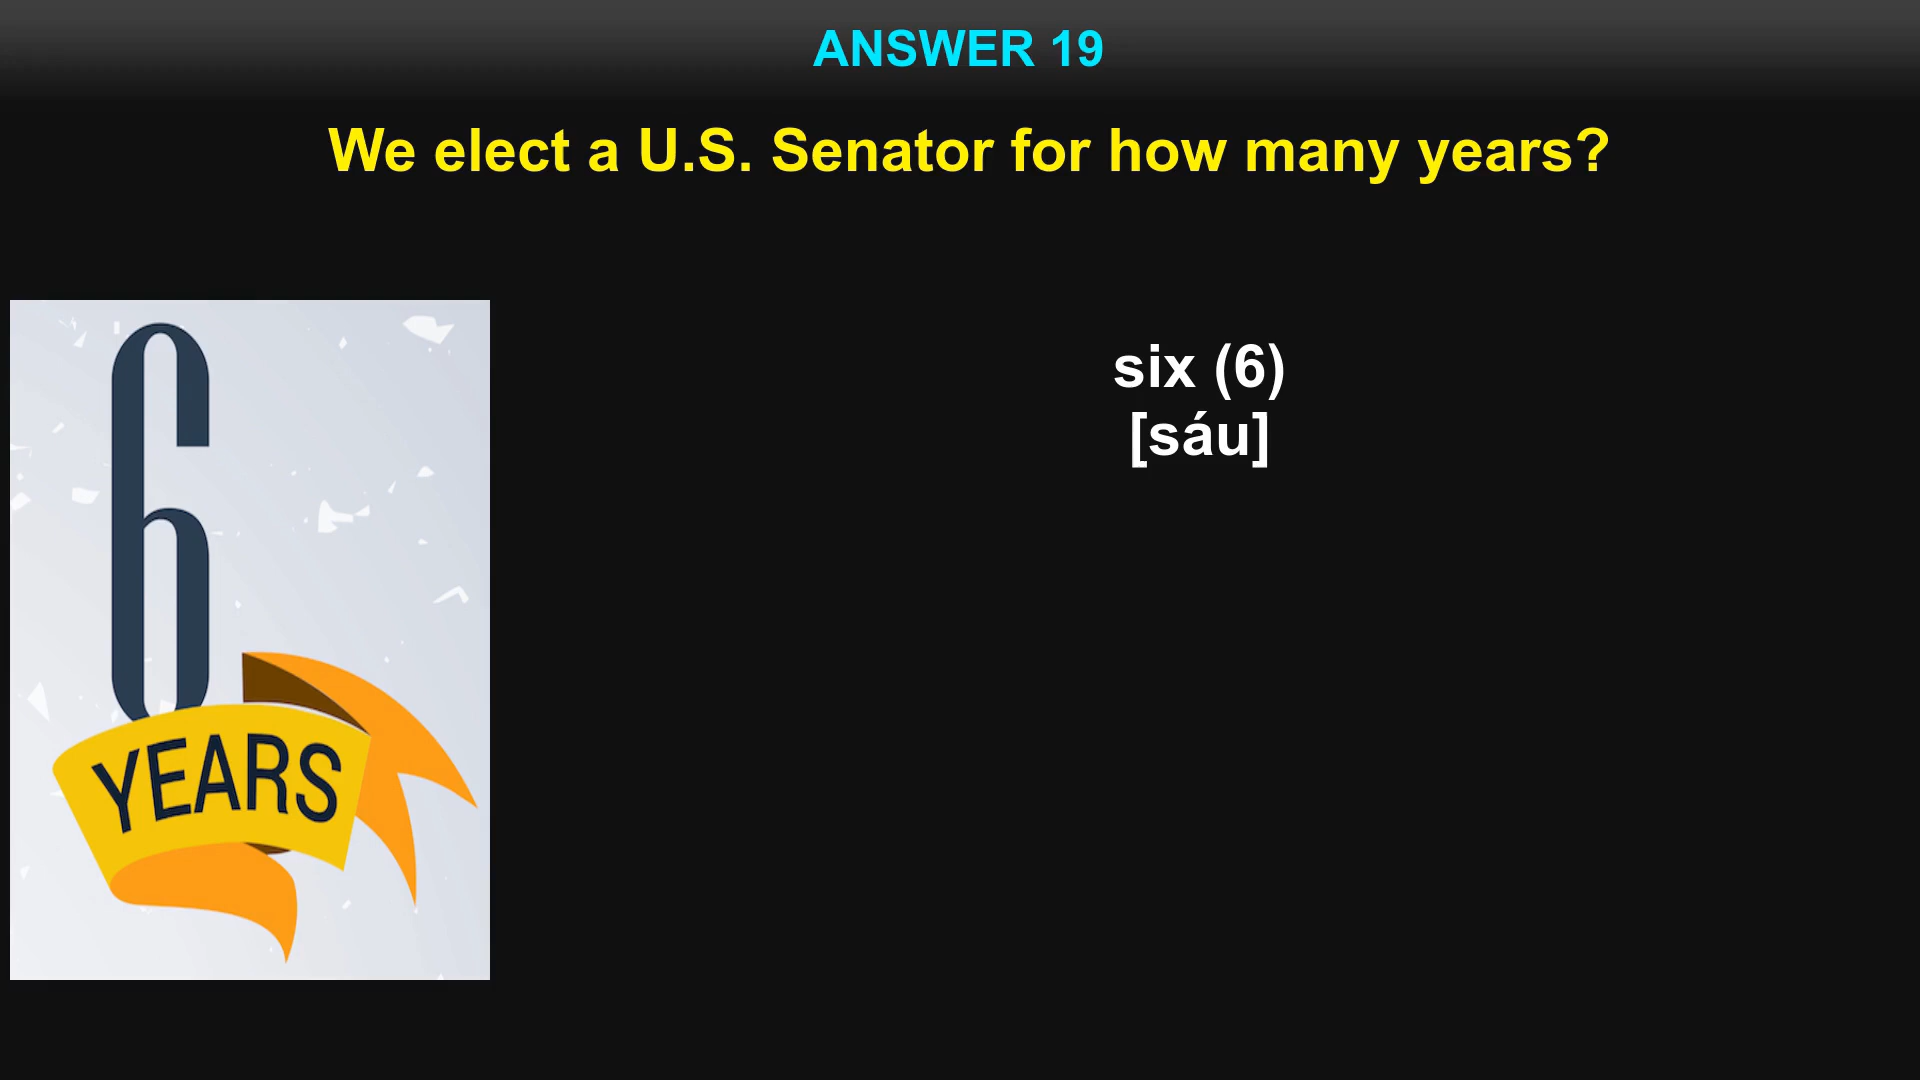 ANSWER 19
We elect a U.S. Senator for how many years?
six (6)
[sáu]
6
YEARS